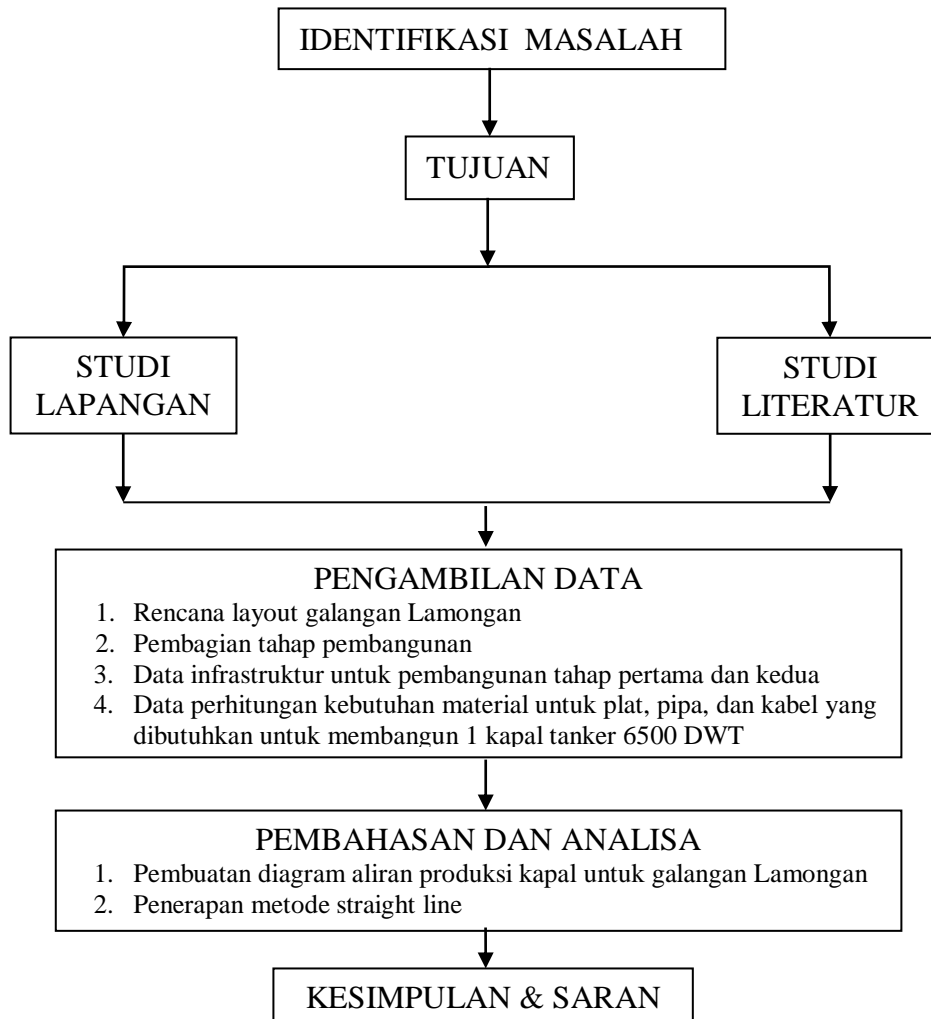 IDENTIFIKASI MASALAH
TUJUAN
STUDI
LAPANGAN
STUDI
LITERATUR
PENGAMBILAN DATA
1. Rencana layout galangan Lamongan
2. Pembagian tahap pembangunan
3. Data infrastruktur untuk pembangunan tahap pertama dan kedua
4. Data perhitungan kebutuhan material untuk plat, pipa, dan kabel yang
dibutuhkan untuk membangun 1 kapal tanker 6500 DWT
PEMBAHASAN DAN ANALISA
1. Pembuatan diagram aliran produksi kapal untuk galangan Lamongan
2. Penerapan metode straight line
KESIMPULAN & SARAN